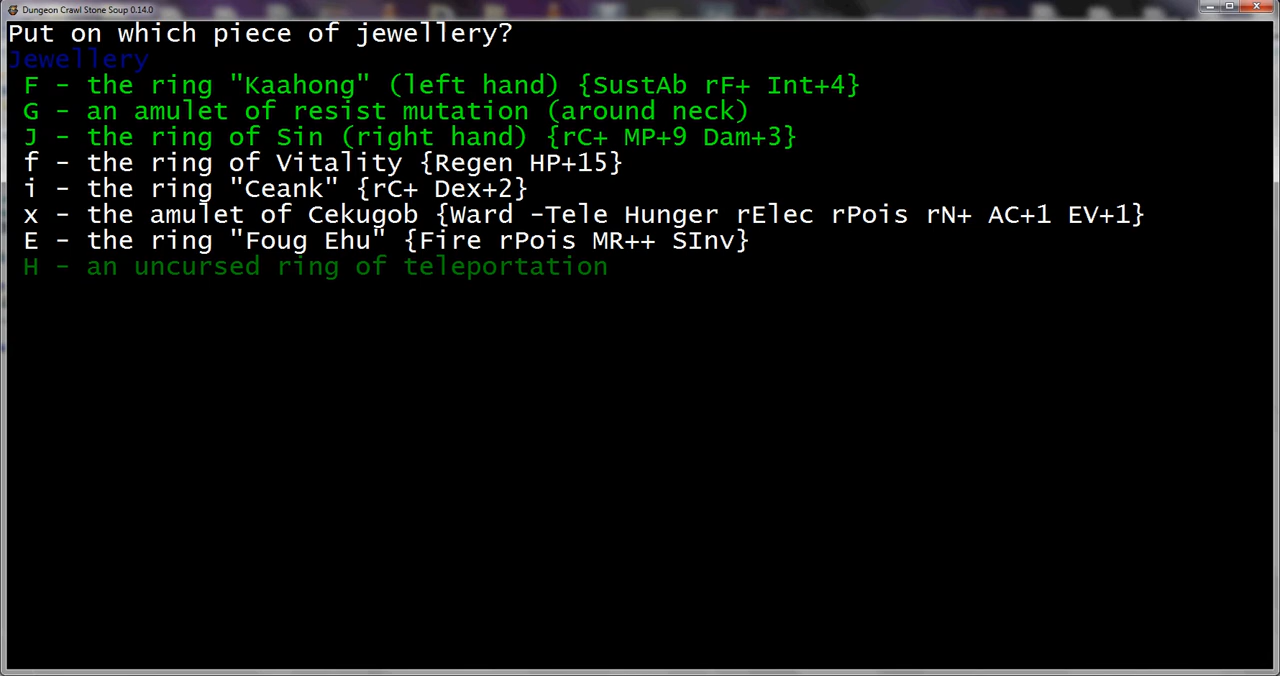 Dungeon Crawl Stone Soup 0.14.0
Put on which piece of jewellery?
Jewellery
F - the ring "Kaahong" (left hand) {SustAb rF+ Int+4}
G - an amulet of resist mutation (around neck)
J - the ring of Sin (right hand) {rC+ MP+9 Dam+3}
f - the ring of Vitality {Regen HP+15}
i - the ring "Ceank" {rC+ Dex+2}
x - the amulet of Cekugob {Ward -Tele Hunger rElec rPois rN+ AC+1 EV+1}
E - the ring "Foug Ehu" {Fire rPois MR++ SInv}
H - an uncursed ring of teleportation